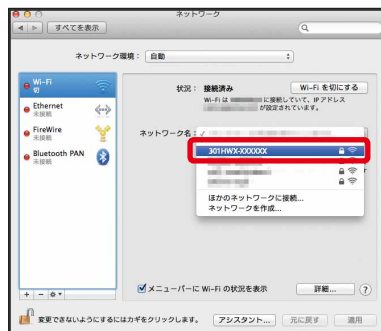 ネットワーク
すべてを表示
ネットワーク環境： 自動
Wi-Fi
切
Ethernet
未接続
FireWire
未接続
Bluetooth PAN
未接続
状況： 接続済み
Wi-Fi を切にする
Wi-Fi は に接続していて、IP アドレス
が設定されています。
ネットワーク名：
301HWX-XXXXXX
ほかのネットワークに接続...
ネットワークを作成...
メニューバーに Wi-Fi の状況を表示
詳細...
?
変更できないようにするにはカギをクリックします。
アシスタント...
元に戻す
適用